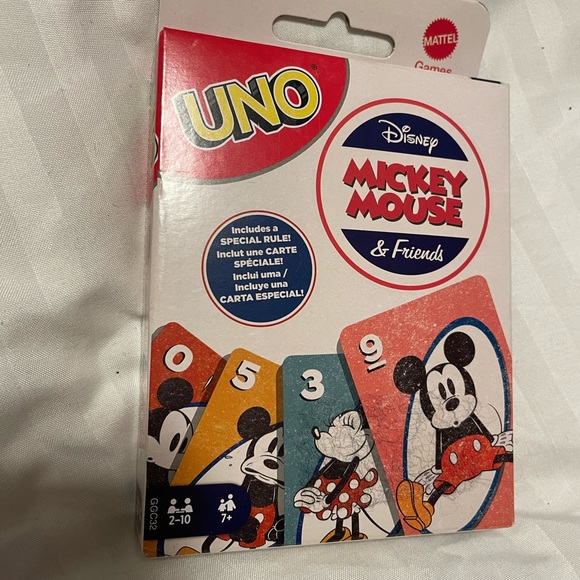 MATTEL
Games
UNO®
Disney
MICKEY
MOUSE
& Friends
Includes a
SPECIAL RULE!
Inclut une CARTE
SPÉCIALE!
Inclui uma /
Incluye una
CARTA ESPECIAL!
0
5
3
9
GGC32
2-10
7+